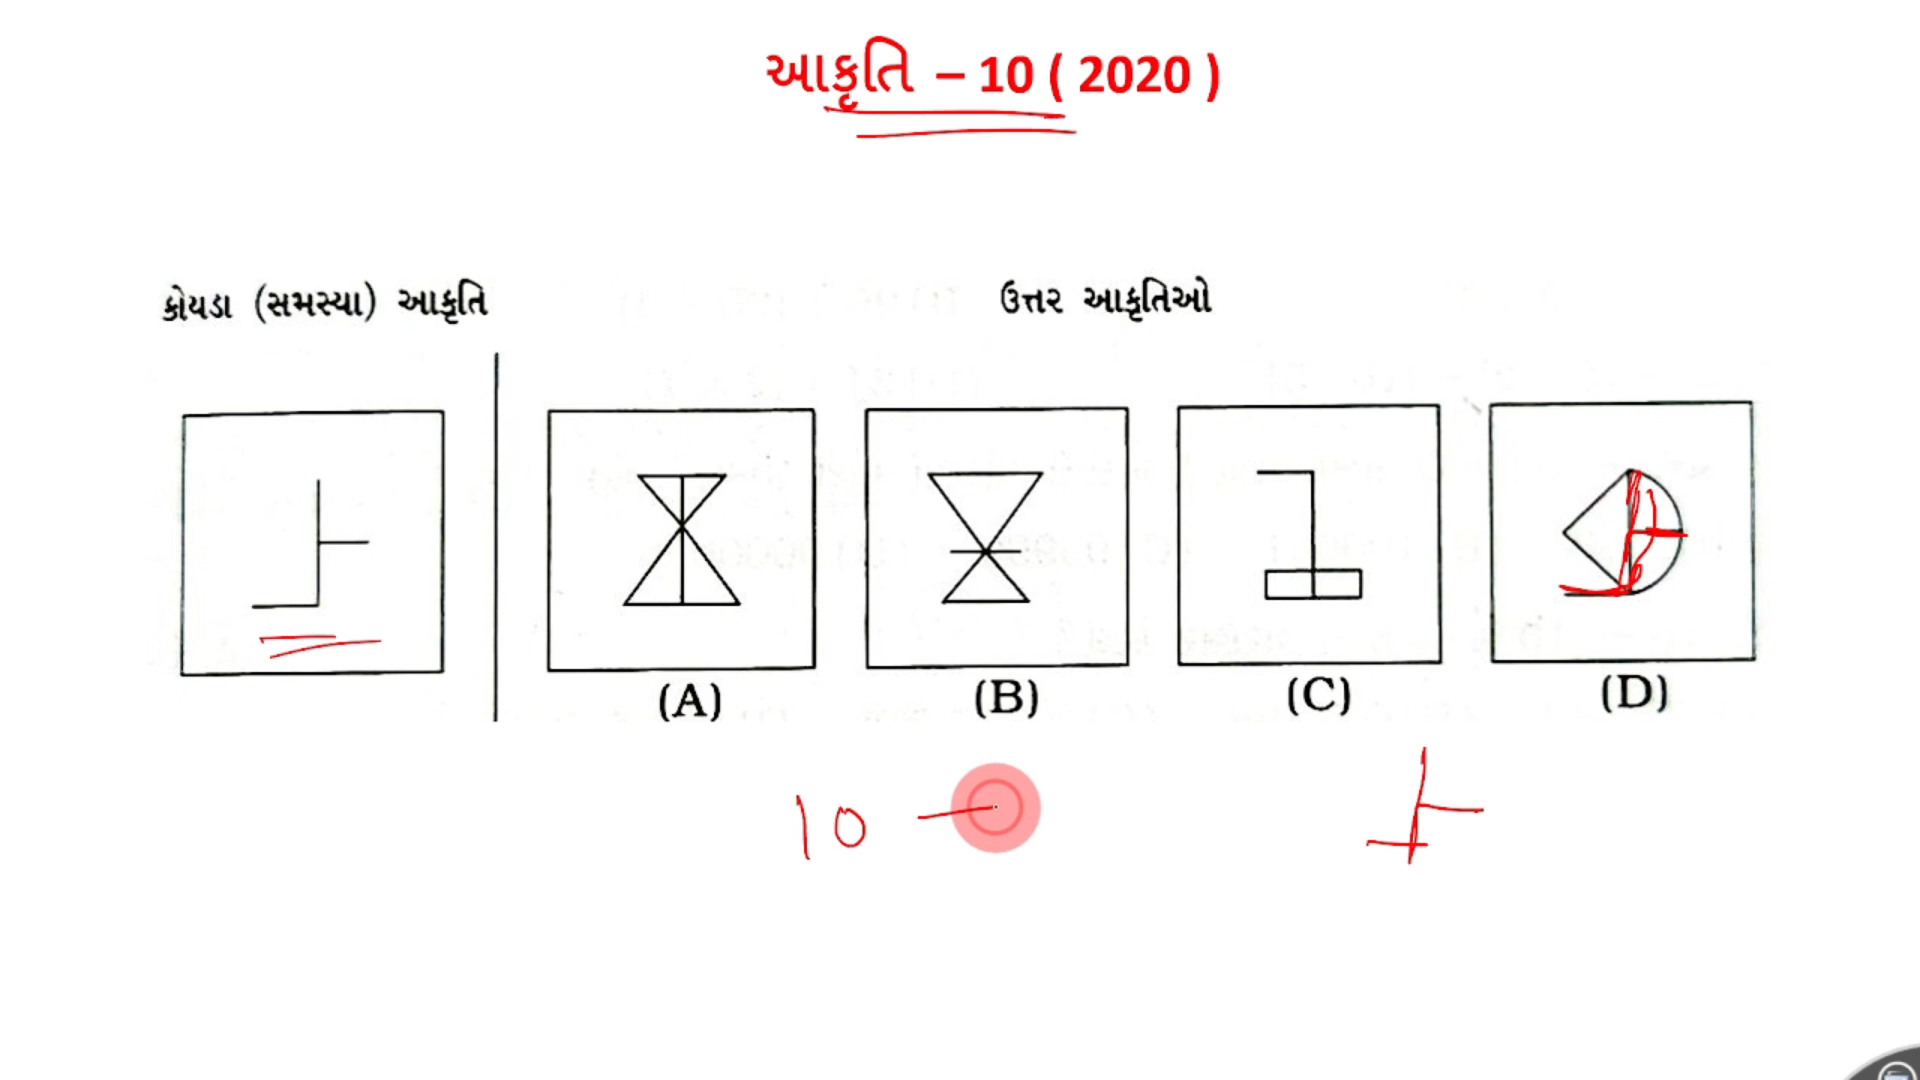 આકૃતિ – 10 ( 2020 )
કોયડા (સમસ્યા) આકૃતિ
ઉત્તર આકૃતિઓ
(A) (B) (C) (D)
10 –